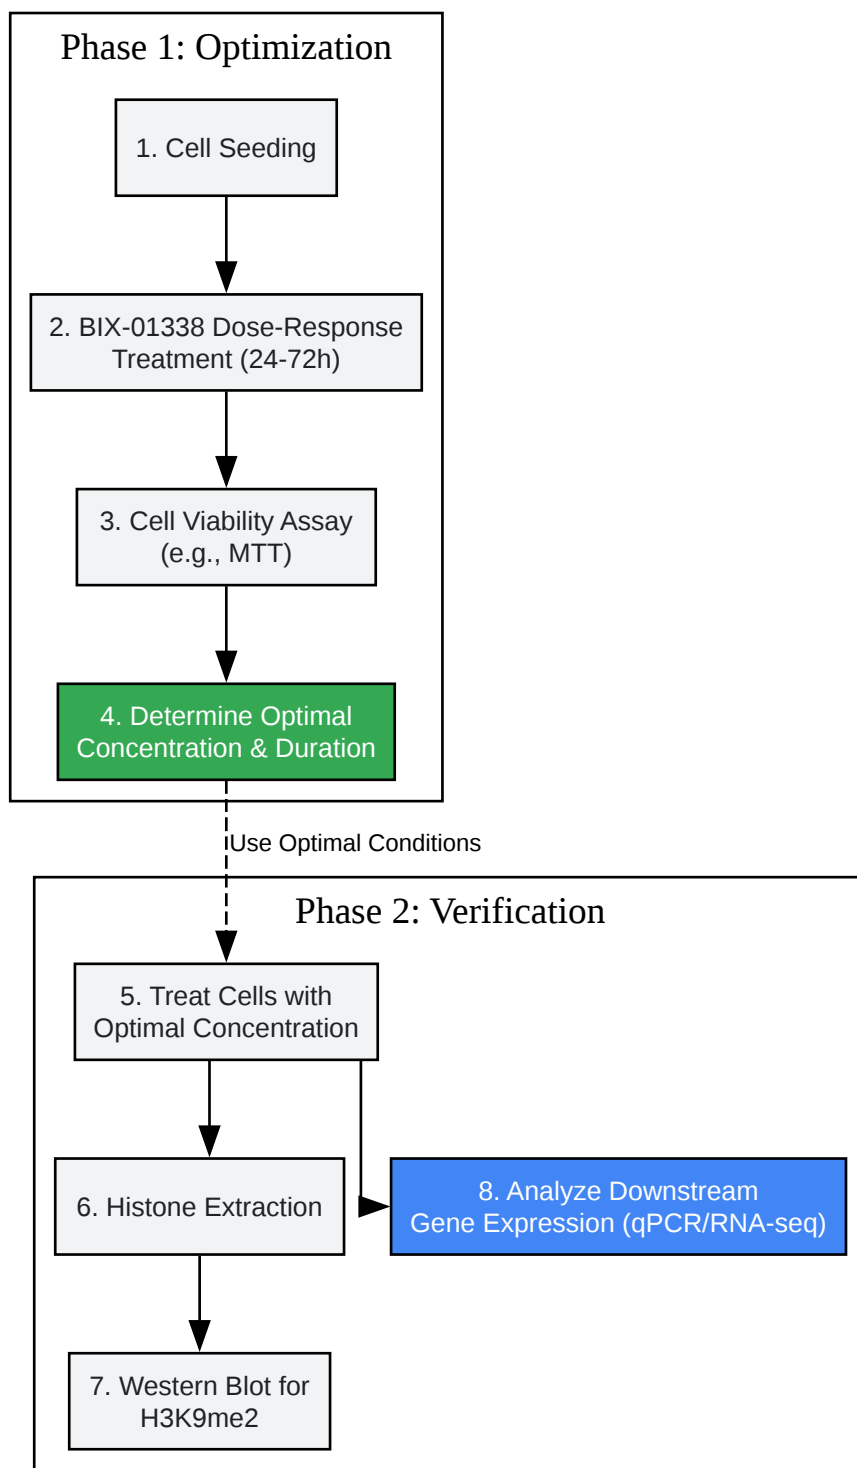 Phase 1: Optimization
1. Cell Seeding
2. BIX-01338 Dose-Response
Treatment (24-72h)
3. Cell Viability Assay
(e.g., MTT)
4. Determine Optimal
Concentration & Duration
Use Optimal Conditions
Phase 2: Verification
5. Treat Cells with
Optimal Concentration
6. Histone Extraction
8. Analyze Downstream
Gene Expression (qPCR/RNA-seq)
7. Western Blot for
H3K9me2